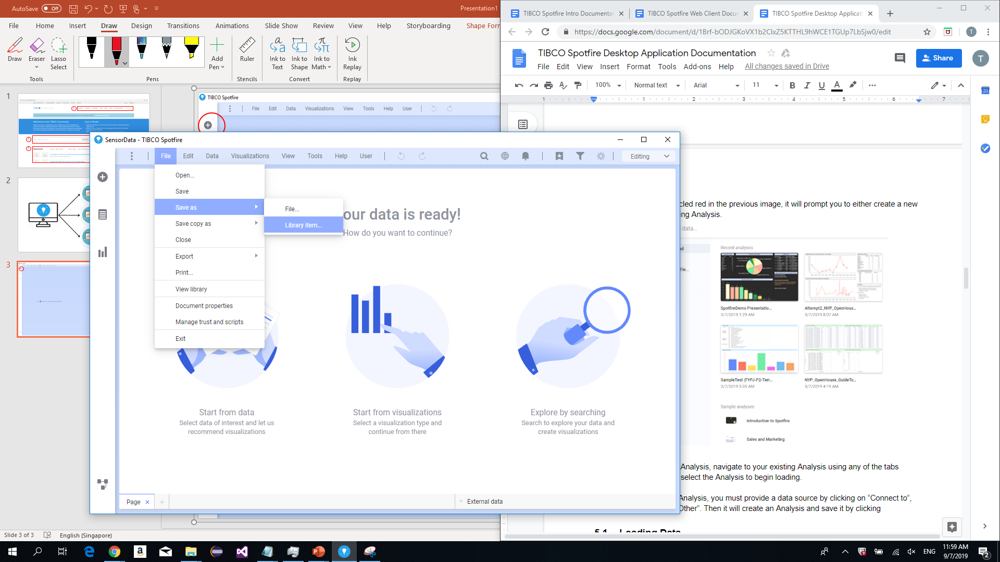 AutoSave Off
Presentation1
File Home Insert Draw Design Transitions Animations Slide Show Review View Help Storyboarding Shape Form
Draw Eraser Lasso Select
Add Pen
Ruler
Ink to Text
Ink to Shape
Ink to Math
Ink Replay
Tools Pens Stencils Convert Replay
1
2
3
TIBCO Spotfire
File Edit Data Visualizations View Tools Help User
SensorData - TIBCO Spotfire
File Edit Data Visualizations View Tools Help User
Editing
Open...
Save
Save as
Save copy as
Close
Export
Print...
View library
Document properties
Manage trust and scripts
Exit
File...
Library item...
our data is ready!
How do you want to continue?
Start from data
Select data of interest and let us
recommend visualizations
Start from visualizations
Select a visualization type and
continue from there
Explore by searching
Search to explore your data and
create visualizations
Page
External data
Slide 3 of 3
English (Singapore)
TIBCO Spotfire Intro Documentat
TIBCO Spotfire Web Client Docum
TIBCO Spotfire Desktop Applicati
https://docs.google.com/document/d/1Brf-bODJGKoVX1b2ClxZ5KTTHL9hWCE1TGUp7LbSjw0/edit
T
TIBCO Spotfire Desktop Application Documentation
File Edit View Insert Format Tools Add-ons Help All changes saved in Drive
Share
T
100% Normal text Arial 11 B I U A
1 1 2 3 4 5 6 7
31
cled red in the previous image, it will prompt you to either create a new
ng Analysis.
data...
ed
file...
Recent analyses
SpotfireDemo Presentatio...
5/7/2019 1:29 AM
Attempt2_NYP_OpenHous...
3/7/2019 8:07 AM
SampleTest (FYPJ-P2-Terr...
3/7/2019 5:35 AM
NYP_OpenHouse_GuideTo...
3/7/2019 4:19 AM
Sample analyses
Introduction to Spotfire
Sales and Marketing
Analysis, navigate to your existing Analysis using any of the tabs
select the Analysis to begin loading.
Analysis, you must provide a data source by clicking on “Connect to”,
Other”. Then it will create an Analysis and save it by clicking
5.1 Loading Data
ENG
11:59 AM
9/7/2019
2